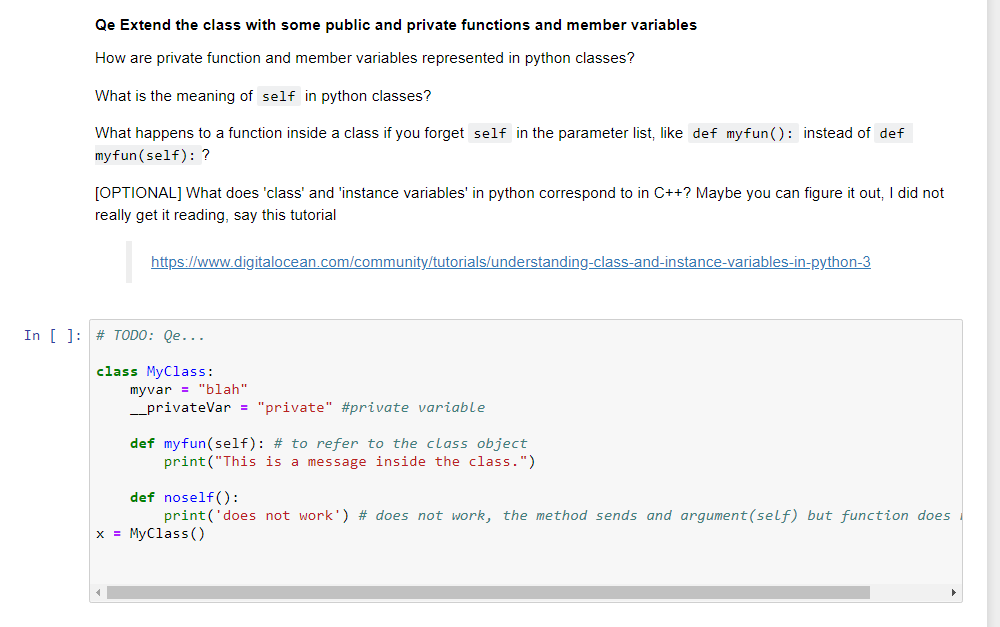 Qe Extend the class with some public and private functions and member variables
How are private function and member variables represented in python classes?
What is the meaning of self in python classes?
What happens to a function inside a class if you forget self in the parameter list, like def myfun(): instead of def
myfun(self): ?
[OPTIONAL] What does 'class' and 'instance variables' in python correspond to in C++? Maybe you can figure it out, I did not
really get it reading, say this tutorial
https://www.digitalocean.com/community/tutorials/understanding-class-and-instance-variables-in-python-3
In [ ]: # TODO: Qe...
class MyClass:
myvar = "blah"
__privateVar = "private" #private variable
def myfun(self): # to refer to the class object
print("This is a message inside the class.")
def noself():
print('does not work') # does not work, the method sends and argument(self) but function does
x = MyClass()